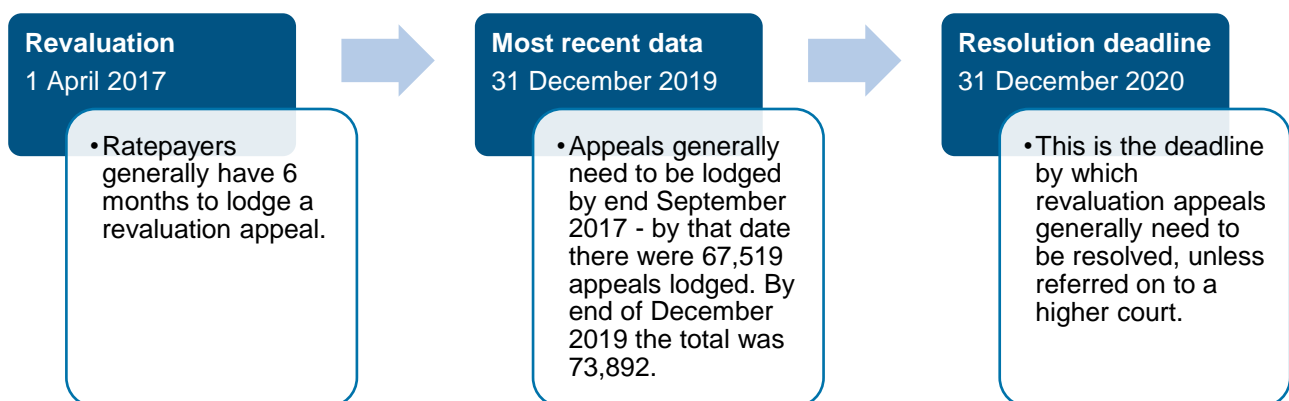 Revaluation
1 April 2017
•Ratepayers
generally have 6
months to lodge a
revaluation appeal.
Most recent data
31 December 2019
•Appeals generally
need to be lodged
by end September
2017 - by that date
there were 67,519
appeals lodged. By
end of December
2019 the total was
73,892.
Resolution deadline
31 December 2020
•This is the deadline
by which
revaluation appeals
generally need to
be resolved, unless
referred on to a
higher court.